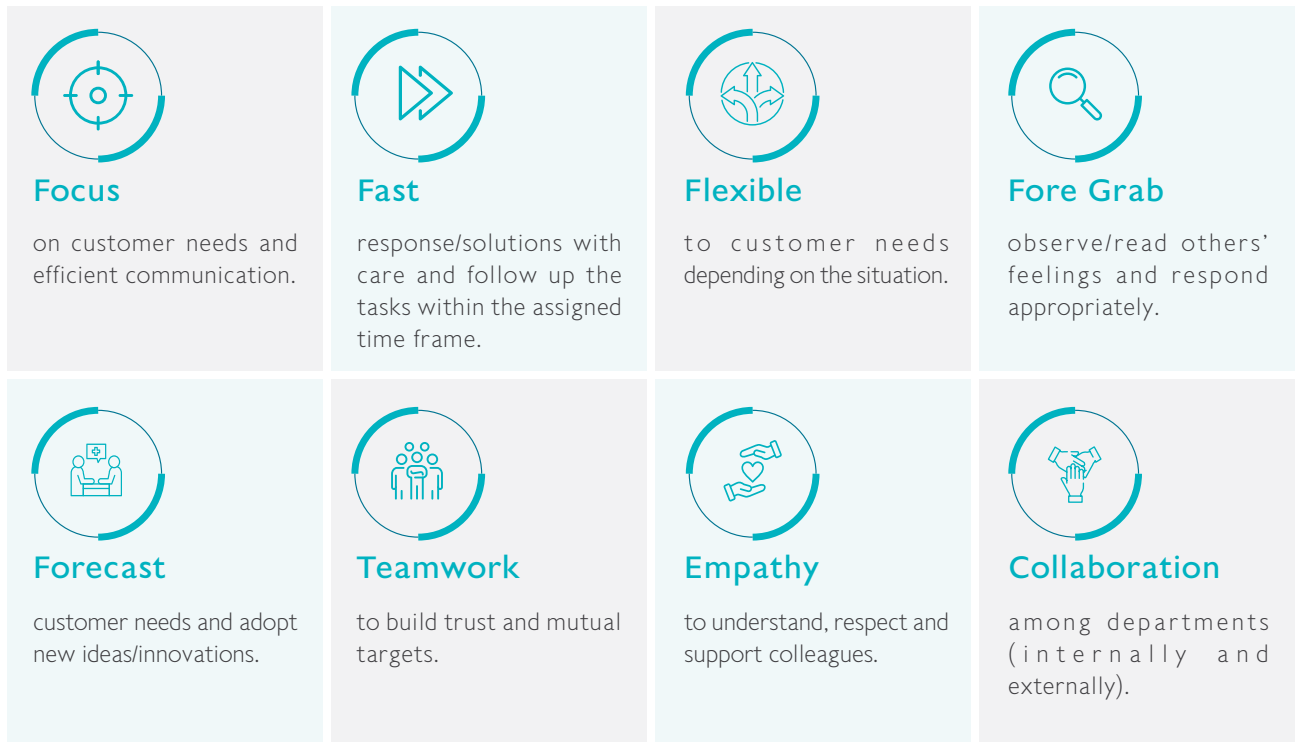 Focus
on customer needs and
efficient communication.
Fast
response/solutions with
care and follow up the
tasks within the assigned
time frame.
Flexible
to customer needs
depending on the situation.
Fore Grab
observe/read others’
feelings and respond
appropriately.
Forecast
customer needs and adopt
new ideas/innovations.
Teamwork
to build trust and mutual
targets.
Empathy
to understand, respect and
support colleagues.
Collaboration
among departments
(internally and
externally).